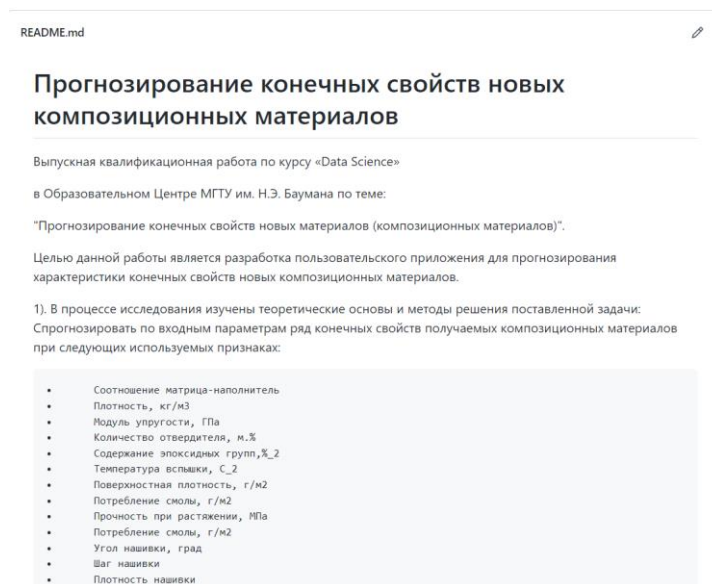 README.md
Прогнозирование конечных свойств новых
композиционных материалов
Выпускная квалификационная работа по курсу «Data Science»
в Образовательном Центре МГТУ им. Н.Э. Баумана по теме:
"Прогнозирование конечных свойств новых материалов (композиционных материалов)".
Целью данной работы является разработка пользовательского приложения для прогнозирования
характеристики конечных свойств новых композиционных материалов.
1). В процессе исследования изучены теоретические основы и методы решения поставленной задачи:
Спрогнозировать по входным параметрам ряд конечных свойств получаемых композиционных материалов
при следующих используемых признаках:
• Соотношение матрица-наполнитель
• Плотность, кг/м3
• Модуль упругости, ГПа
• Количество отвердителя, м.%
• Содержание эпоксидных групп,%_2
• Температура вспышки, С_2
• Поверхностная плотность, г/м2
• Потребление смолы, г/м2
• Прочность при растяжении, МПа
• Потребление смолы, г/м2
• Угол нашивки, град
• Шаг нашивки
• Плотность нашивки